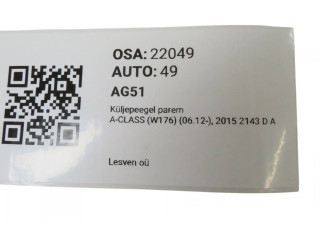 OSA: 22049
AUTO: 49
AG51
Küljepeegel parem
A-CLASS (W176) (06.12-), 2015 2143 D A
Lesven oü